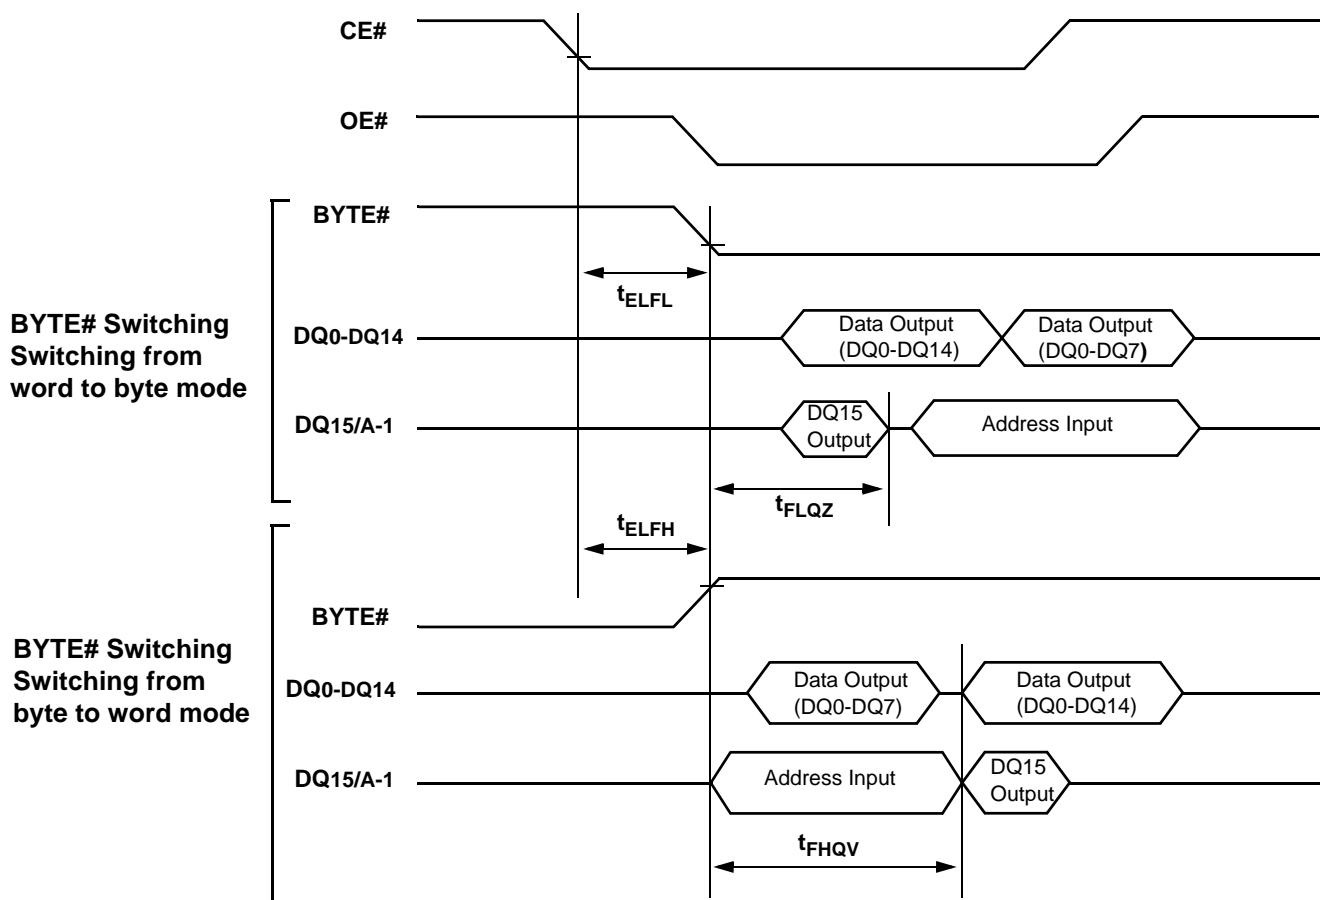 CE#
OE#
BYTE#
tELFL
BYTE# Switching
Switching from
word to byte mode
DQ0-DQ14
Data Output
(DQ0-DQ14)
Data Output
(DQ0-DQ7)
DQ15/A-1
DQ15
Output
Address Input
tFLQZ
tELFH
BYTE#
BYTE# Switching
Switching from
byte to word mode
DQ0-DQ14
Data Output
(DQ0-DQ7)
Data Output
(DQ0-DQ14)
DQ15/A-1
Address Input
DQ15
Output
tFHQV